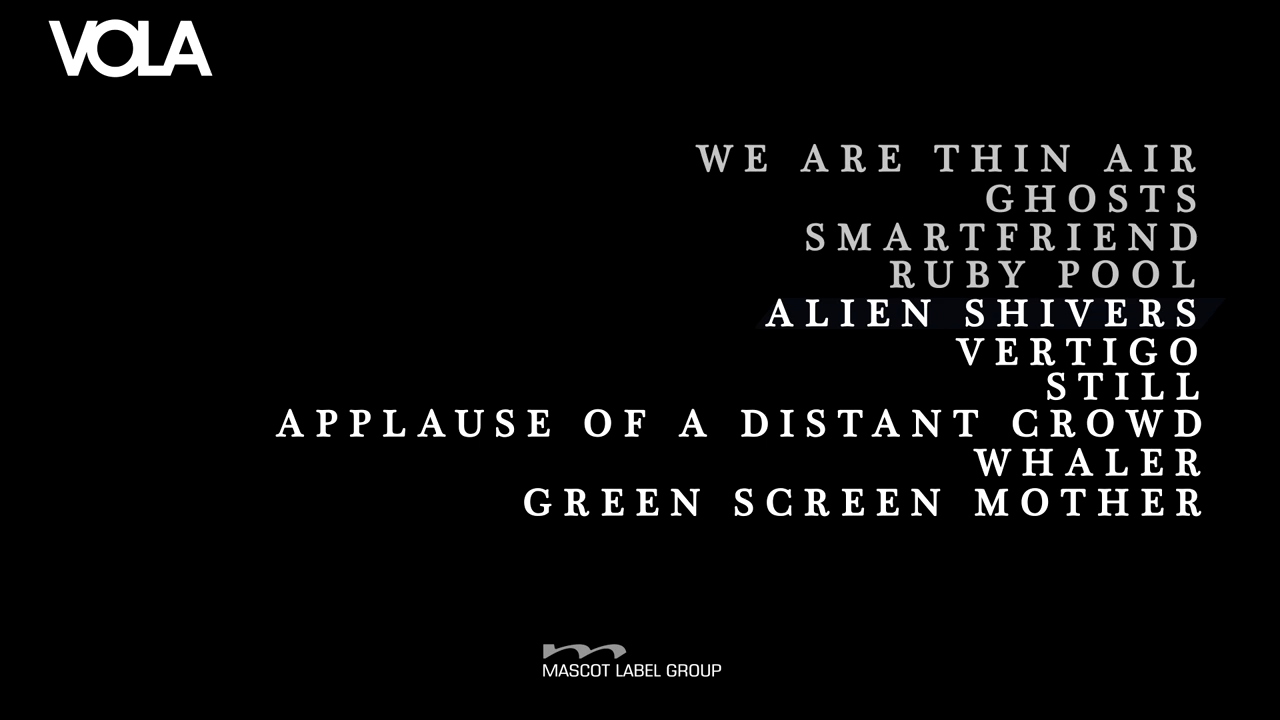 VOLA
WE ARE THIN AIR
GHOSTS
SMARTFRIEND
RUBY POOL
ALIEN SHIVERS
VERTIGO
STILL
APPLAUSE OF A DISTANT CROWD
WHALER
GREEN SCREEN MOTHER
MASCOT LABEL GROUP